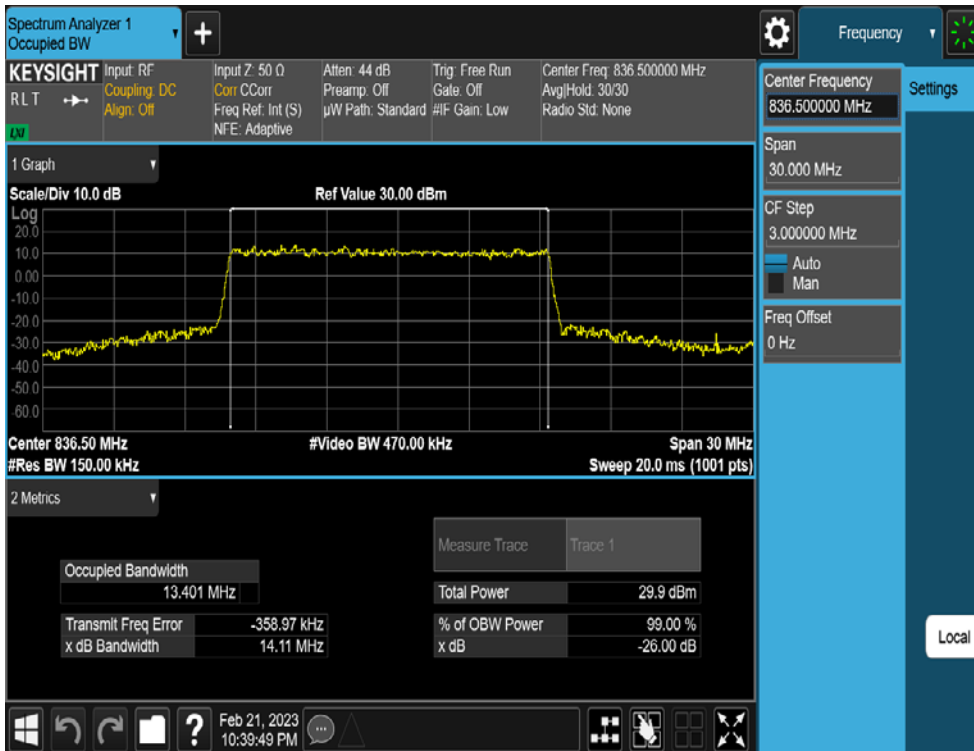 Spectrum Analyzer 1
Occupied BW
+
Frequency
KEYSIGHT
RLT
LXI
Input: RF
Coupling: DC
Align: Off
Input Z: 50 Ω
Corr CCorr
Freq Ref: Int (S)
NFE: Adaptive
Atten: 44 dB
Preamp: Off
µW Path: Standard
Trig: Free Run
Gate: Off
#IF Gain: Low
Center Freq: 836.500000 MHz
Avg|Hold: 30/30
Radio Std: None
1 Graph
Scale/Div 10.0 dB
Ref Value 30.00 dBm
Log
20.0
10.0
0.00
-10.0
-20.0
-30.0
-40.0
-50.0
-60.0
Center 836.50 MHz
#Video BW 470.00 kHz
Span 30 MHz
#Res BW 150.00 kHz
Sweep 20.0 ms (1001 pts)
2 Metrics
Measure Trace
Trace 1
Occupied Bandwidth
13.401 MHz
Total Power
29.9 dBm
Transmit Freq Error
-358.97 kHz
% of OBW Power
99.00 %
x dB Bandwidth
14.11 MHz
x dB
-26.00 dB
Center Frequency
836.500000 MHz
Settings
Span
30.000 MHz
CF Step
3.000000 MHz
Auto
Man
Freq Offset
0 Hz
Local
?
Feb 21, 2023
10:39:49 PM